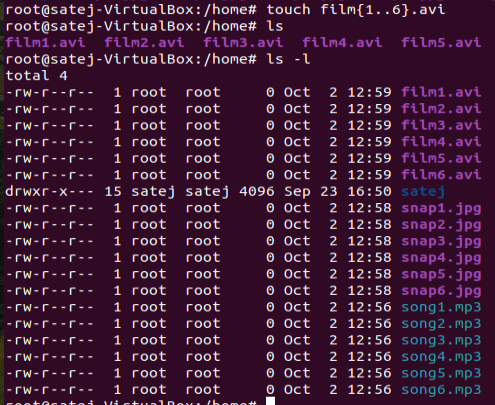 root@satej-VirtualBox:/home# touch film{1..6}.avi
root@satej-VirtualBox:/home# ls
film1.avi film2.avi film3.avi film4.avi film5.avi
root@satej-VirtualBox:/home# ls -l
total 4
-rw-r--r-- 1 root root 0 Oct 2 12:59 film1.avi
-rw-r--r-- 1 root root 0 Oct 2 12:59 film2.avi
-rw-r--r-- 1 root root 0 Oct 2 12:59 film3.avi
-rw-r--r-- 1 root root 0 Oct 2 12:59 film4.avi
-rw-r--r-- 1 root root 0 Oct 2 12:59 film5.avi
-rw-r--r-- 1 root root 0 Oct 2 12:59 film6.avi
drwxr-x--- 15 satej satej 4096 Sep 23 16:50 satej
-rw-r--r-- 1 root root 0 Oct 2 12:58 snap1.jpg
-rw-r--r-- 1 root root 0 Oct 2 12:58 snap2.jpg
-rw-r--r-- 1 root root 0 Oct 2 12:58 snap3.jpg
-rw-r--r-- 1 root root 0 Oct 2 12:58 snap4.jpg
-rw-r--r-- 1 root root 0 Oct 2 12:58 snap5.jpg
-rw-r--r-- 1 root root 0 Oct 2 12:58 snap6.jpg
-rw-r--r-- 1 root root 0 Oct 2 12:56 song1.mp3
-rw-r--r-- 1 root root 0 Oct 2 12:56 song2.mp3
-rw-r--r-- 1 root root 0 Oct 2 12:56 song3.mp3
-rw-r--r-- 1 root root 0 Oct 2 12:56 song4.mp3
-rw-r--r-- 1 root root 0 Oct 2 12:56 song5.mp3
-rw-r--r-- 1 root root 0 Oct 2 12:56 song6.mp3
root@satej-VirtualBox:/home#